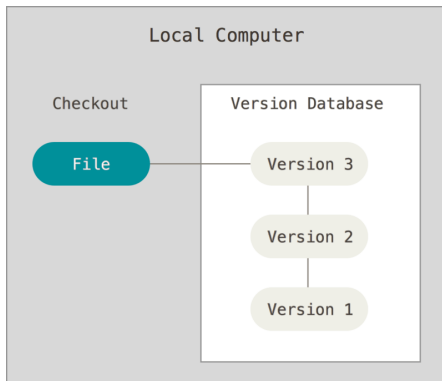 Local Computer
Checkout
Version Database
File
Version 3
Version 2
Version 1